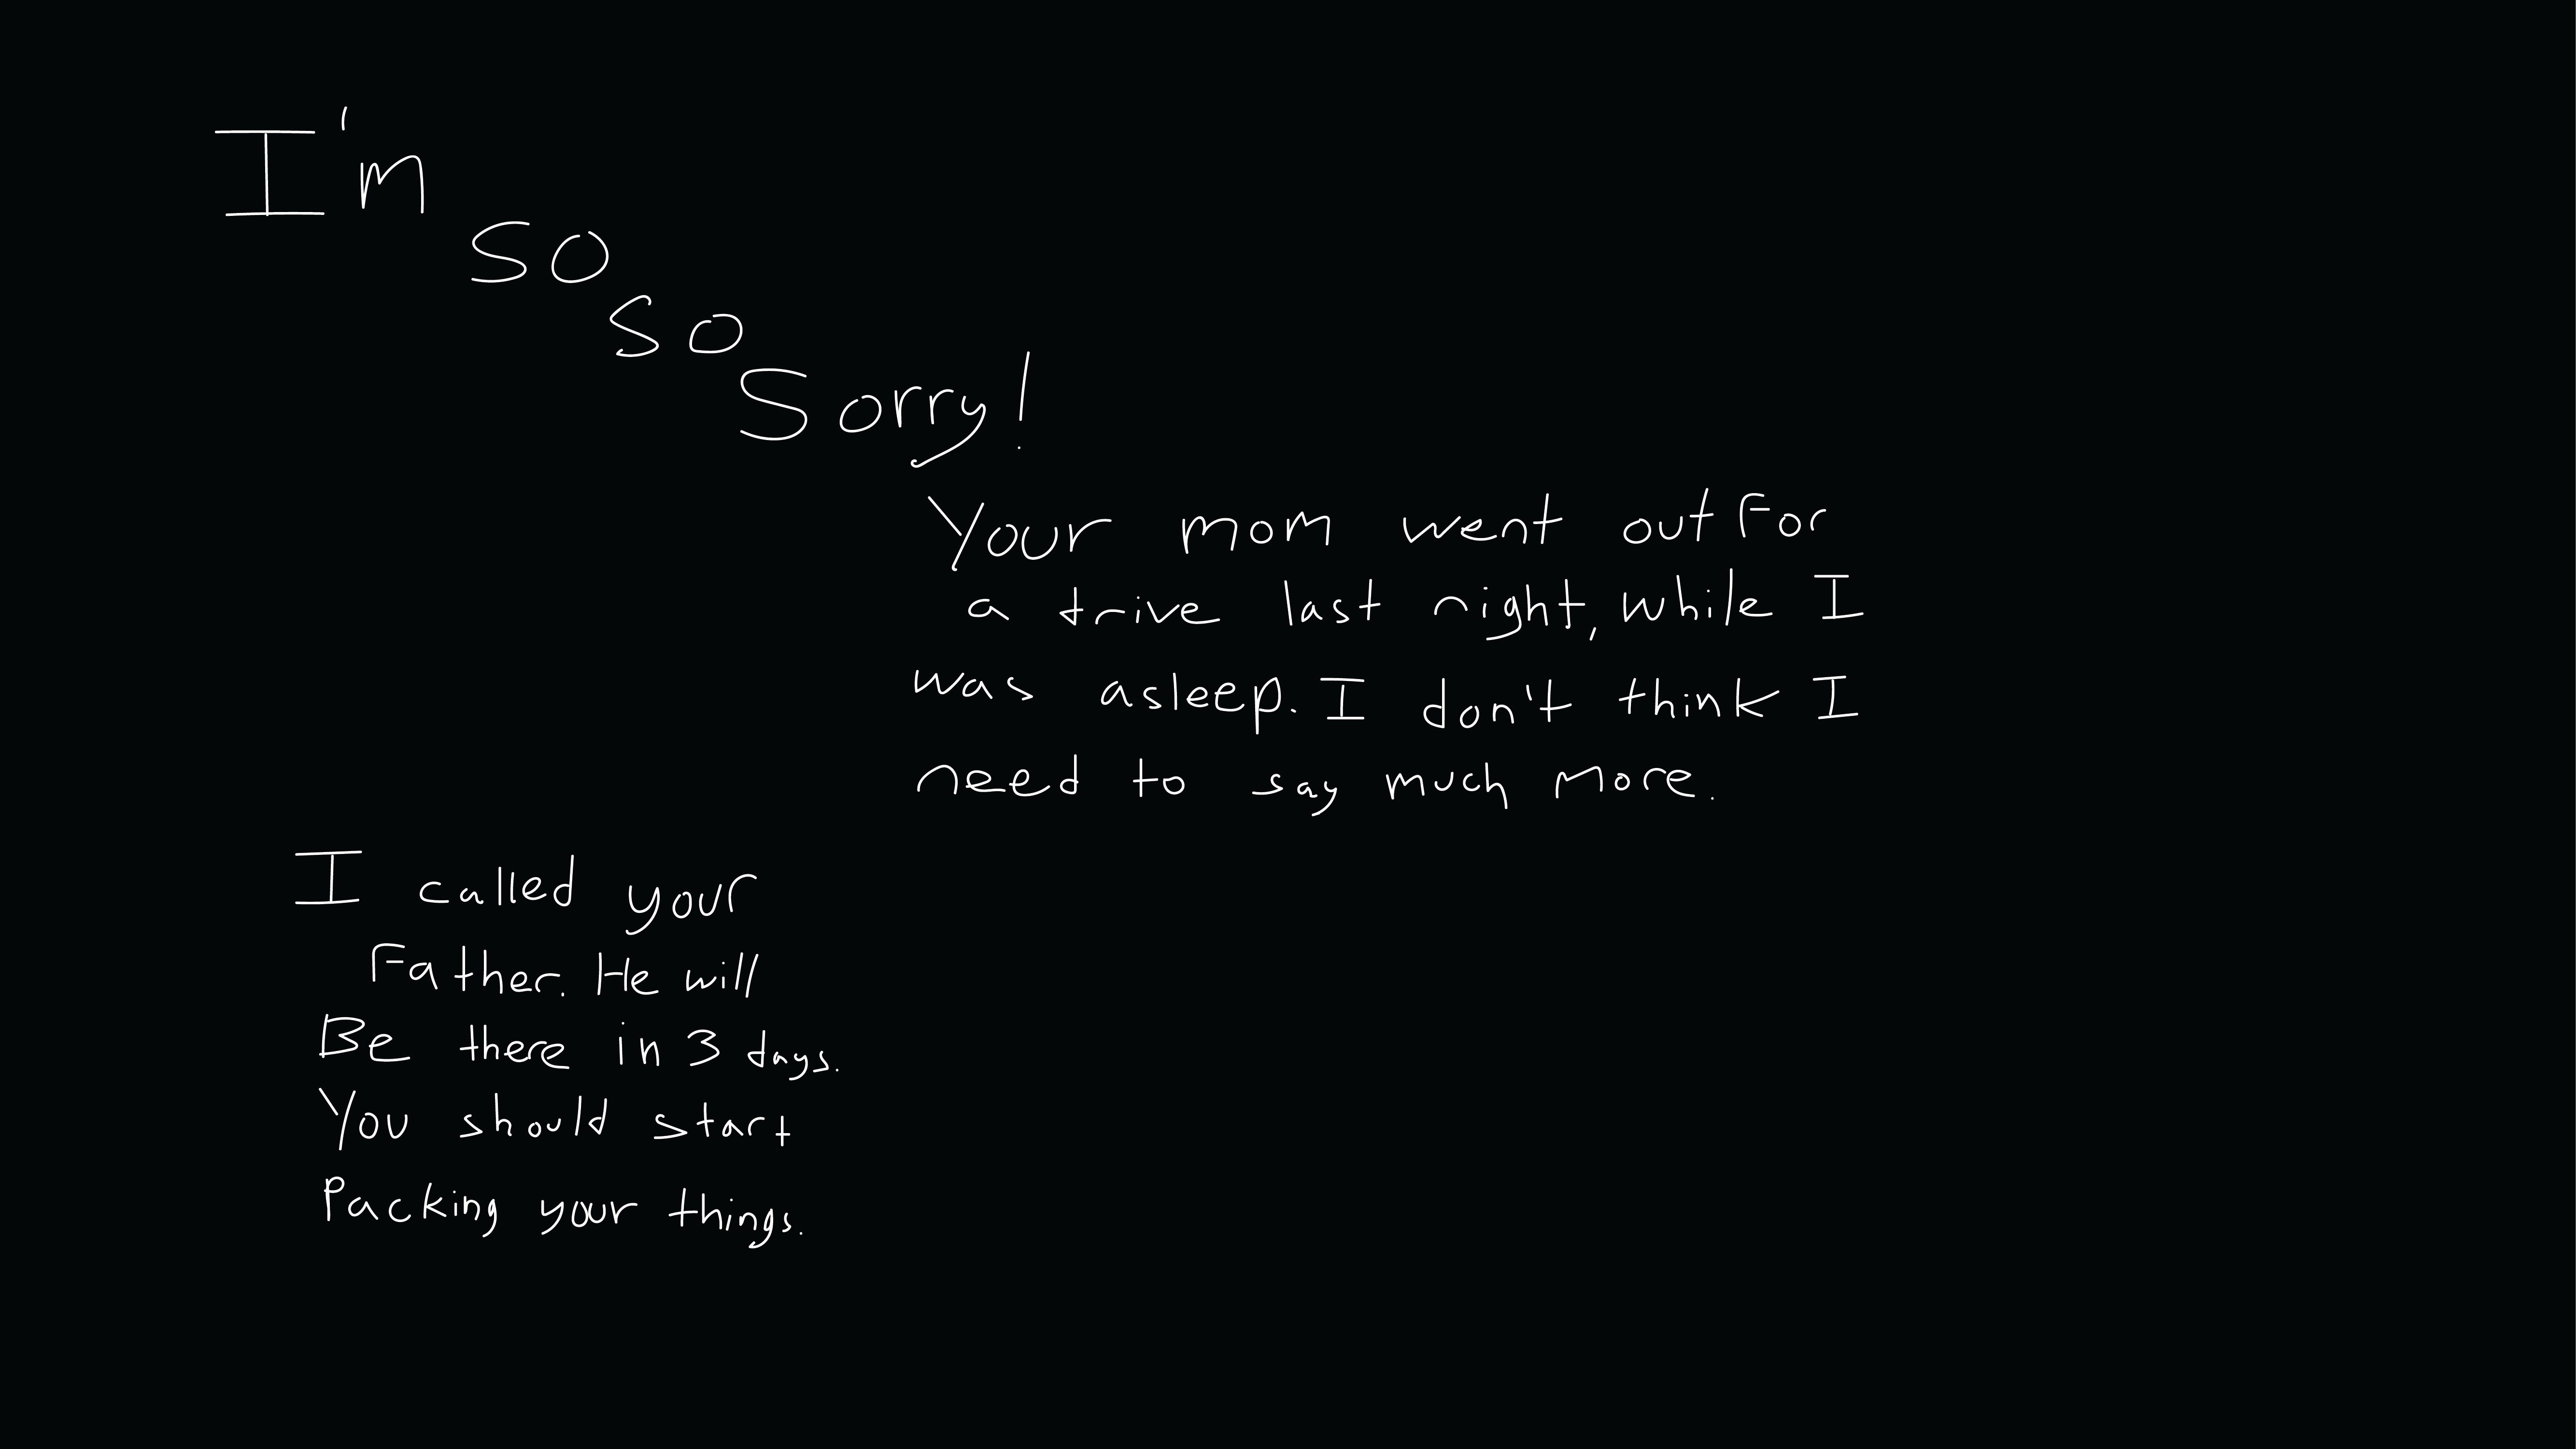 I'm
so
so
Sorry!
Your mom went out For
a trive last night, while I
was asleep. I don't think I
need to say much more.
I called your
Father. He will
Be there in 3 days.
You should start
Packing your things.